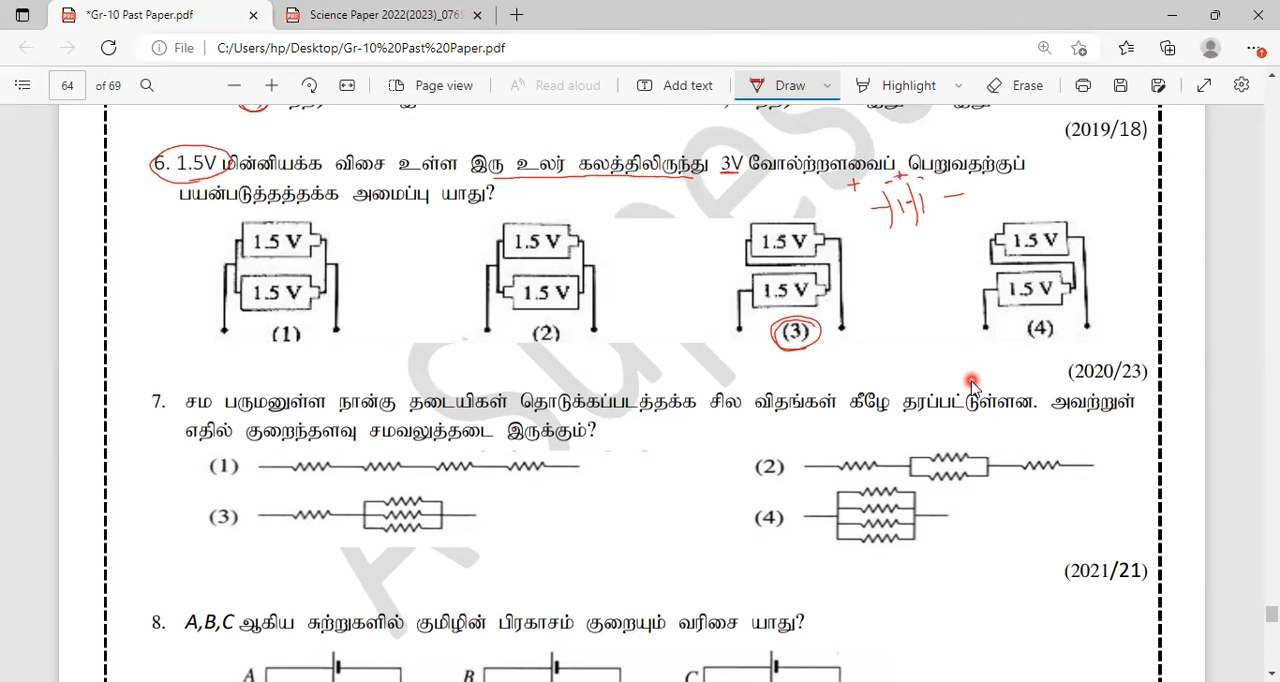 *Gr-10 Past Paper.pdf
Science Paper 2022(2023)_0765
File C:/Users/hp/Desktop/Gr-10%20Past%20Paper.pdf
64 of 69 Page view Read aloud Add text Draw Highlight Erase
(2019/18)
6. 1.5V மின்னியக்க விசை உள்ள இரு உலர் கலத்திலிருந்து 3V வோல்ற்றளவைப் பெறுவதற்குப்
பயன்படுத்தத்தக்க அமைப்பு யாது?
1.5 V 1.5 V 1.5 V 1.5 V
1.5 V 1.5 V 1.5 V 1.5 V
(1) (2) (3) (4)
(2020/23)
7. சம பருமனுள்ள நான்கு தடையிகள் தொடுக்கப்படத்தக்க சில விதங்கள் கீழே தரப்பட்டுள்ளன. அவற்றுள்
எதில் குறைந்தளவு சமவலுத்தடை இருக்கும்?
(1) (2)
(3) (4)
(2021/21)
8. A,B,C ஆகிய சுற்றுகளில் குமிழின் பிரகாசம் குறையும் வரிசை யாது?
A B C